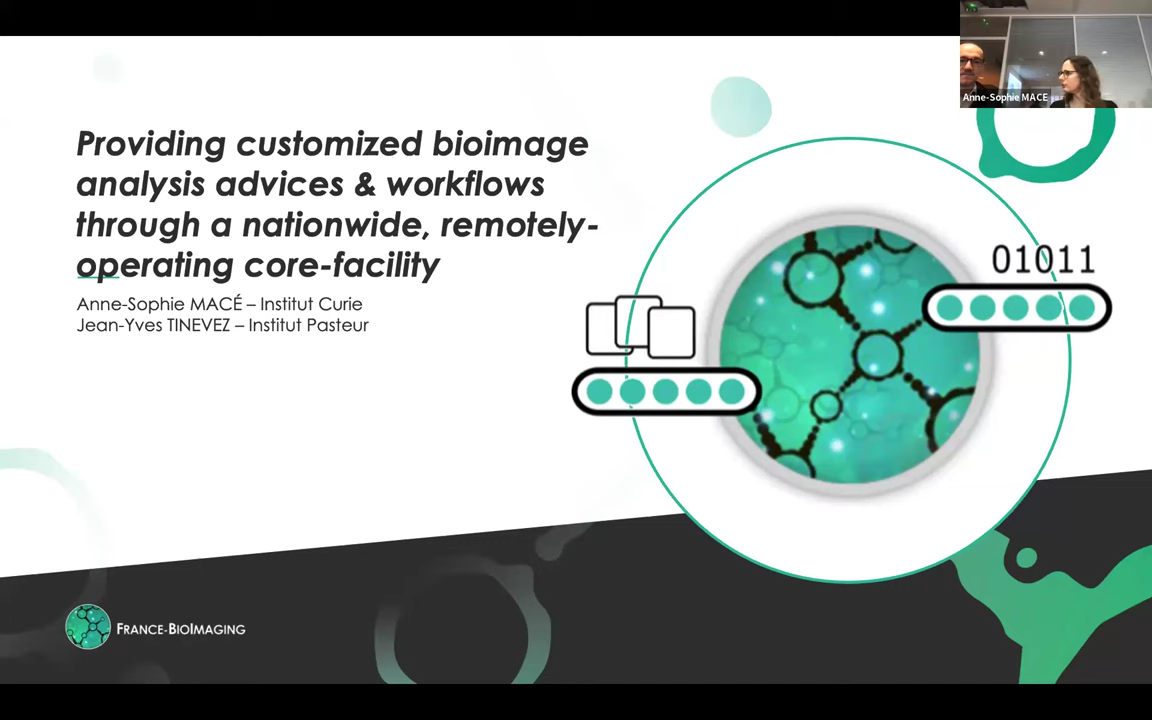 Anne-Sophie MACE
Providing customized bioimage
analysis advices & workflows
through a nationwide, remotely-
operating core-facility
Anne-Sophie MACÉ – Institut Curie
Jean-Yves TINEVEZ – Institut Pasteur
01011
FRANCE-BIOIMAGING